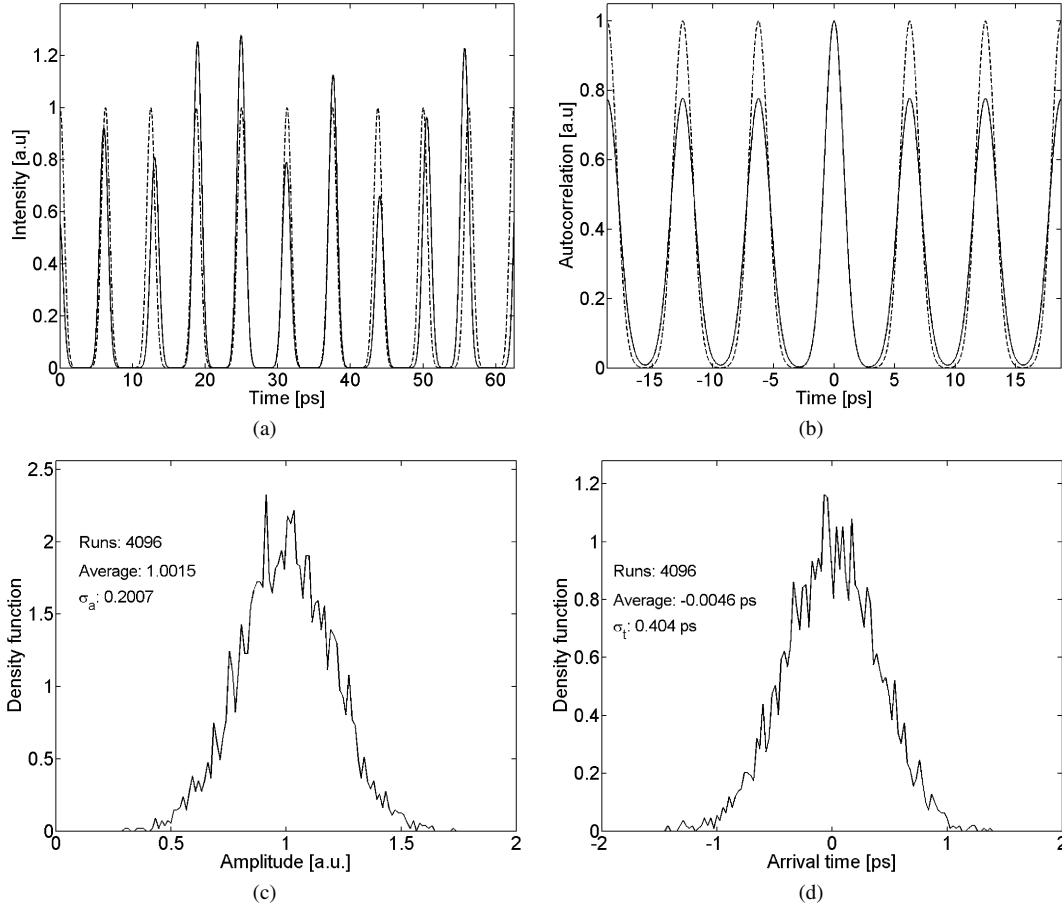 Intensity [a.u]
1.2
1
0.8
0.6
0.4
0.2
0
0 10 20 30 40 50 60
Time [ps]
(a)
Autocorrelation [a.u]
1
0.8
0.6
0.4
0.2
0
-15 -10 -5 0 5 10 15
Time [ps]
(b)
Density function
2.5
2
1.5
1
0.5
0
Runs: 4096
Average: 1.0015
σa: 0.2007
0 0.5 1 1.5 2
Amplitude [a.u.]
(c)
Density function
1.2
1
0.8
0.6
0.4
0.2
0
Runs: 4096
Average: -0.0046 ps
σt: 0.404 ps
-2 -1 0 1 2
Arrival time [ps]
(d)